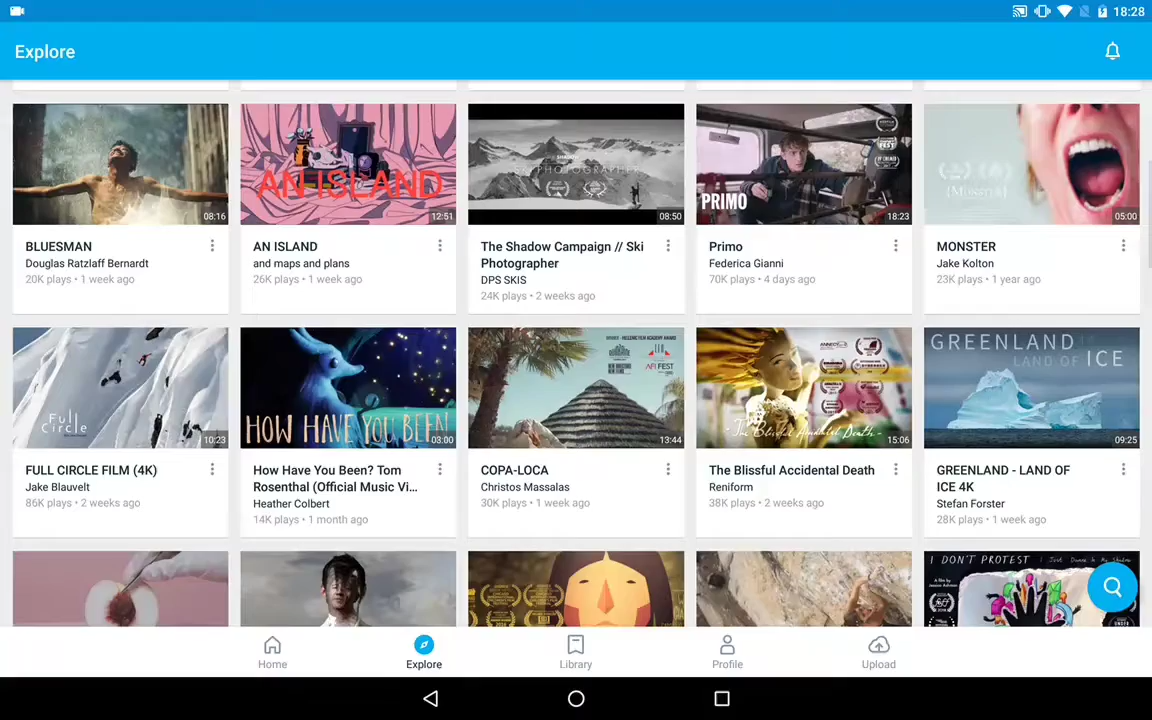 18:28
Explore
08:16
AN ISLAND
12:51
PHOTOGRAPHER
08:50
PRIMO
18:23
05:00
BLUESMAN
Douglas Ratzlaff Bernardt
20K plays • 1 week ago
AN ISLAND
and maps and plans
26K plays • 1 week ago
The Shadow Campaign // Ski
Photographer
DPS SKIS
24K plays • 2 weeks ago
Primo
Federica Gianni
70K plays • 4 days ago
MONSTER
Jake Kolton
23K plays • 1 year ago
Full
Circle
10:23
HOW HAVE YOU BEEN
03:00
AFI FEST
13:44
The Blissful Accidental Death
15:06
GREENLAND
LAND OF ICE
09:25
FULL CIRCLE FILM (4K)
Jake Blauvelt
86K plays • 2 weeks ago
How Have You Been? Tom
Rosenthal (Official Music Vi...
Heather Colbert
14K plays • 1 month ago
COPA-LOCA
Christos Massalas
30K plays • 1 week ago
The Blissful Accidental Death
Reniform
38K plays • 2 weeks ago
GREENLAND - LAND OF
ICE 4K
Stefan Forster
28K plays • 1 week ago
I DON'T PROTEST
Home
Explore
Library
Profile
Upload